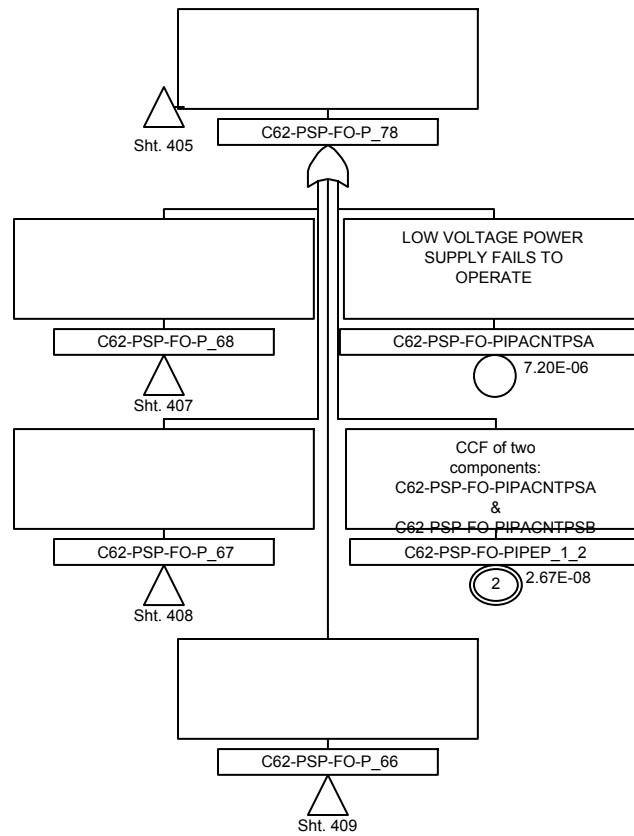 C62-PSP-FO-P_78
Sht. 405
LOW VOLTAGE POWER
SUPPLY FAILS TO
OPERATE
C62-PSP-FO-P_68
C62-PSP-FO-PIPACNTPSA
7.20E-06
Sht. 407
CCF of two
components:
C62-PSP-FO-PIPACNTPSA
&
C62-PSP-FO-PIPACNTPSB
C62-PSP-FO-P_67
C62-PSP-FO-PIPEP_1_2
2
2.67E-08
Sht. 408
C62-PSP-FO-P_66
Sht. 409